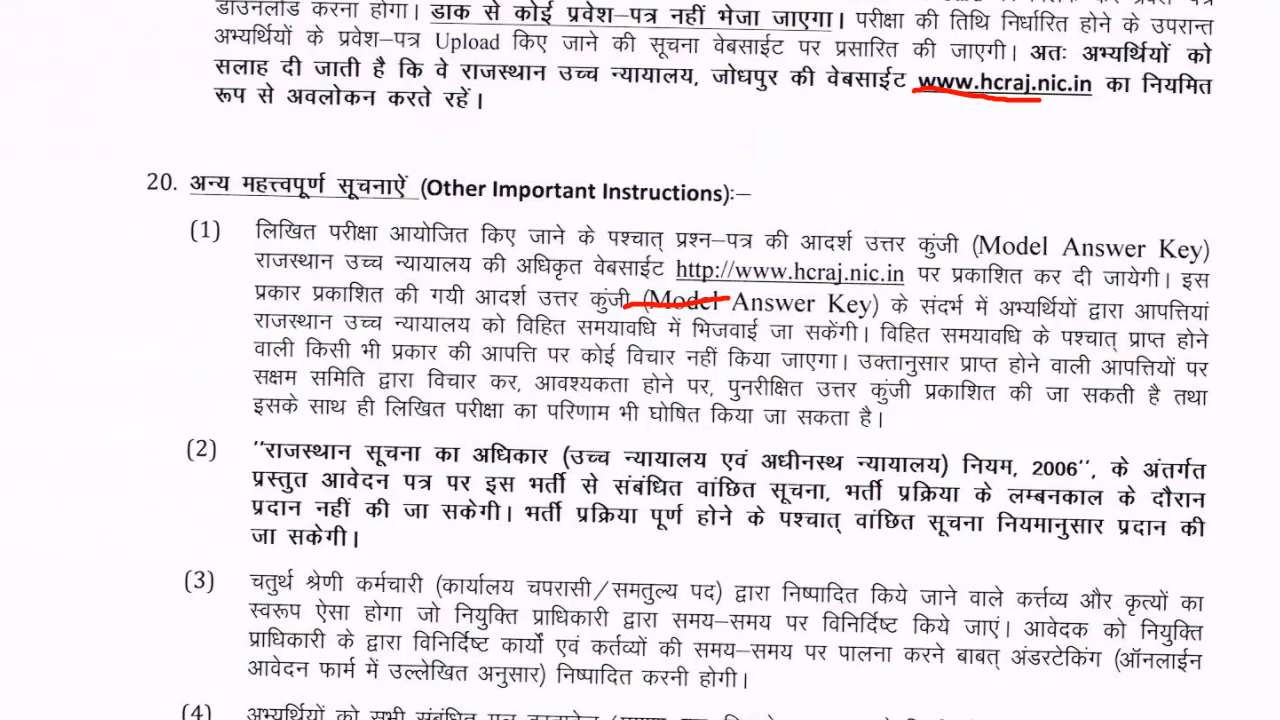 डाउनलोड करना होगा। डाक से कोई प्रवेश–पत्र नहीं भेजा जाएगा। परीक्षा की तिथि निर्धारित होने के उपरान्त
अभ्यर्थियों के प्रवेश–पत्र Upload किए जाने की सूचना वेबसाईट पर प्रसारित की जाएगी। अतः अभ्यर्थियों को
सलाह दी जाती है कि वे राजस्थान उच्च न्यायालय, जोधपुर की वेबसाईट www.hcraj.nic.in का नियमित
रूप से अवलोकन करते रहें।
20. अन्य महत्त्वपूर्ण सूचनाऐं (Other Important Instructions):–
(1) लिखित परीक्षा आयोजित किए जाने के पश्चात् प्रश्न–पत्र की आदर्श उत्तर कुंजी (Model Answer Key)
राजस्थान उच्च न्यायालय की अधिकृत वेबसाईट http://www.hcraj.nic.in पर प्रकाशित कर दी जायेगी। इस
प्रकार प्रकाशित की गयी आदर्श उत्तर कुंजी (Model Answer Key) के संदर्भ में अभ्यर्थियों द्वारा आपत्तियां
राजस्थान उच्च न्यायालय को विहित समयावधि में भिजवाई जा सकेंगी। विहित समयावधि के पश्चात् प्राप्त होने
वाली किसी भी प्रकार की आपत्ति पर कोई विचार नहीं किया जाएगा। उक्तानुसार प्राप्त होने वाली आपत्तियों पर
सक्षम समिति द्वारा विचार कर, आवश्यकता होने पर, पुनरीक्षित उत्तर कुंजी प्रकाशित की जा सकती है तथा
इसके साथ ही लिखित परीक्षा का परिणाम भी घोषित किया जा सकता है।
(2) "राजस्थान सूचना का अधिकार (उच्च न्यायालय एवं अधीनस्थ न्यायालय) नियम, 2006", के अंतर्गत
प्रस्तुत आवेदन पत्र पर इस भर्ती से संबंधित वांछित सूचना, भर्ती प्रक्रिया के लम्बनकाल के दौरान
प्रदान नहीं की जा सकेगी। भर्ती प्रक्रिया पूर्ण होने के पश्चात् वांछित सूचना नियमानुसार प्रदान की
जा सकेगी।
(3) चतुर्थ श्रेणी कर्मचारी (कार्यालय चपरासी/समतुल्य पद) द्वारा निष्पादित किये जाने वाले कर्त्तव्य और कृत्यों का
स्वरूप ऐसा होगा जो नियुक्ति प्राधिकारी द्वारा समय–समय पर विनिर्दिष्ट किये जाएं। आवेदक को नियुक्ति
प्राधिकारी के द्वारा विनिर्दिष्ट कार्यों एवं कर्तव्यों की समय–समय पर पालना करने बाबत् अंडरटेकिंग (ऑनलाईन
आवेदन फार्म में उल्लेखित अनुसार) निष्पादित करनी होगी।
(4) अभ्यर्थियों को सभी संबंधित